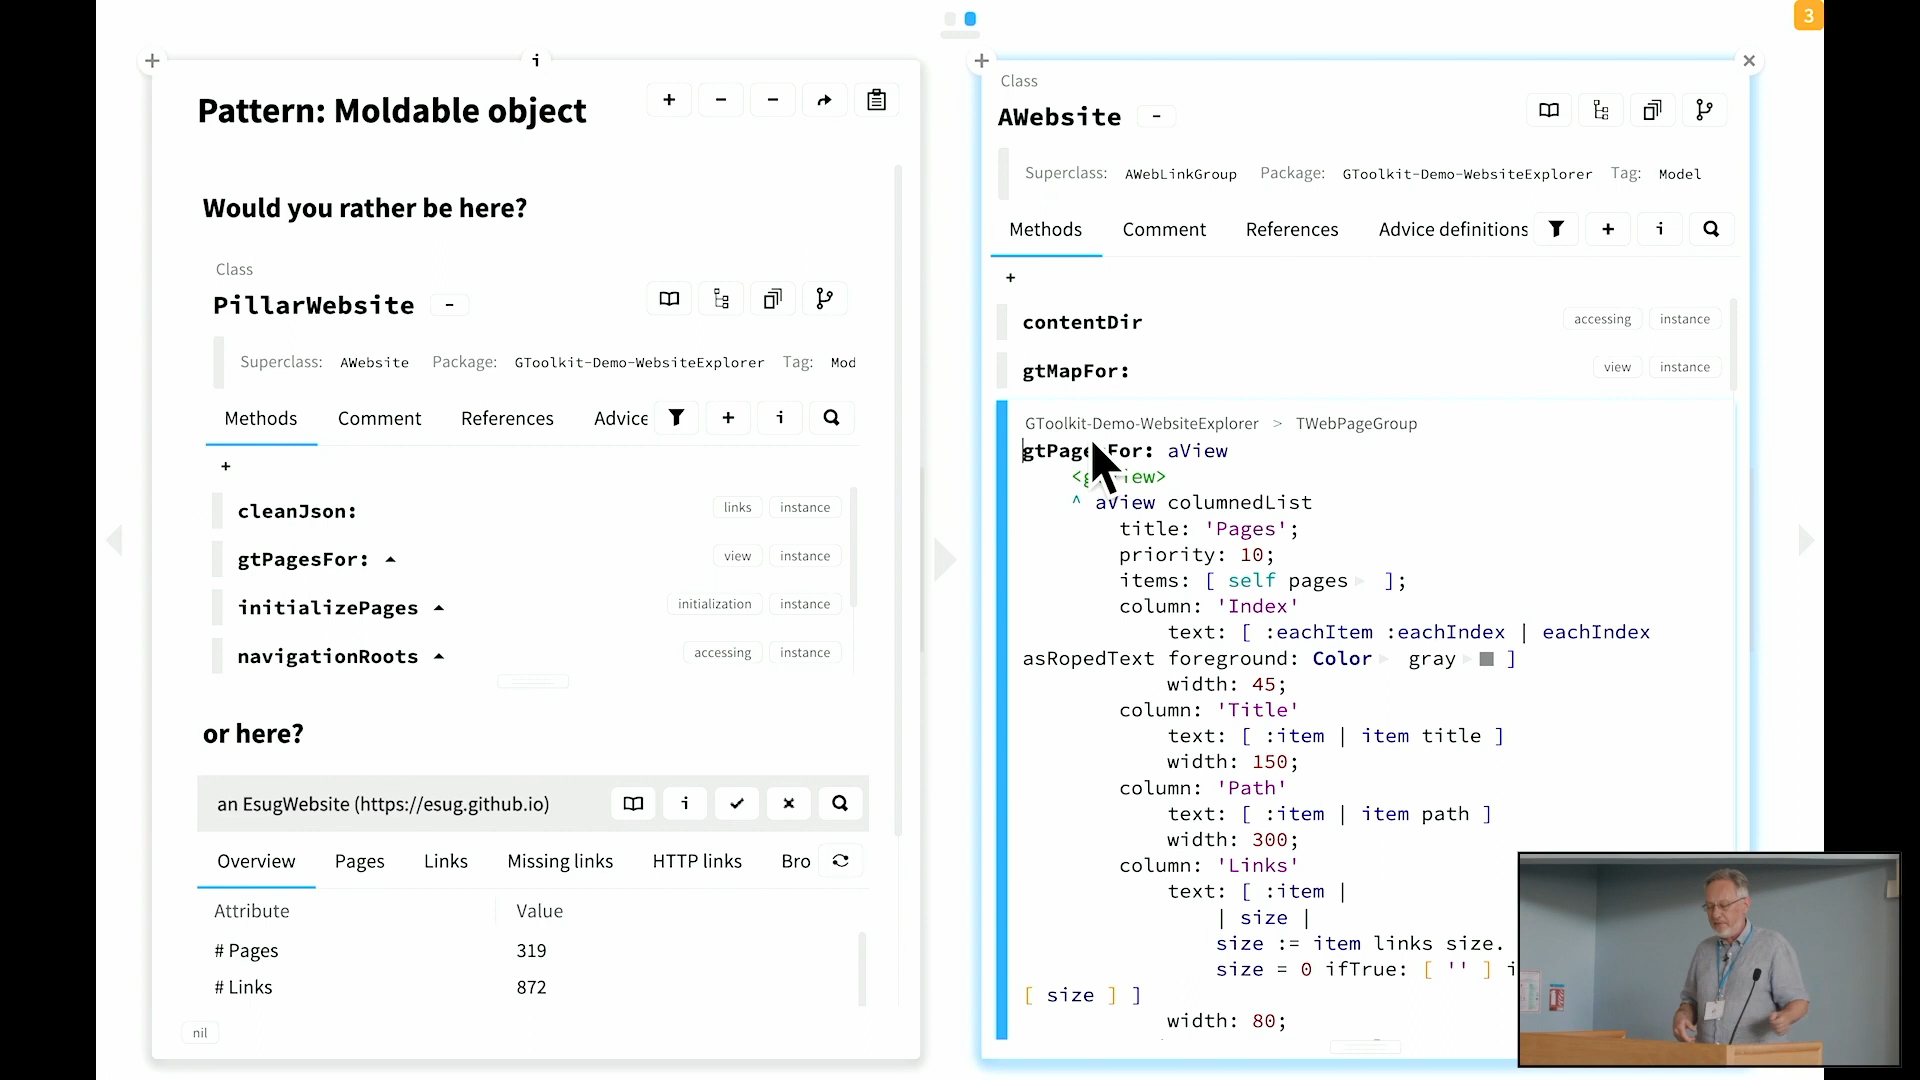 3
Pattern: Moldable object
Would you rather be here?
Class
PillarWebsite
Superclass: AWebsite Package: GToolkit-Demo-WebsiteExplorer Tag: Mod
Methods Comment References Advice
cleanJson: links instance
gtPagesFor: view instance
initializePages initialization instance
navigationRoots accessing instance
or here?
an EsugWebsite (https://esug.github.io)
Overview Pages Links Missing links HTTP links Bro
Attribute Value
# Pages 319
# Links 872
nil
Class
AWebsite
Superclass: AWebLinkGroup Package: GToolkit-Demo-WebsiteExplorer Tag: Model
Methods Comment References Advice definitions
contentDir accessing instance
gtMapFor: view instance
GToolkit-Demo-WebsiteExplorer > TWebPageGroup
For: aView
^ aView columnedList
title: 'Pages';
priority: 10;
items: [ self pages ];
column: 'Index'
text: [ :eachItem :eachIndex | eachIndex
asRopedText foreground: Color gray ]
width: 45;
column: 'Title'
text: [ :item | item title ]
width: 150;
column: 'Path'
text: [ :item | item path ]
width: 300;
column: 'Links'
text: [ :item |
| size |
size := item links size.
size = 0 ifTrue: [ '' ] i
[ size ] ]
width: 80;